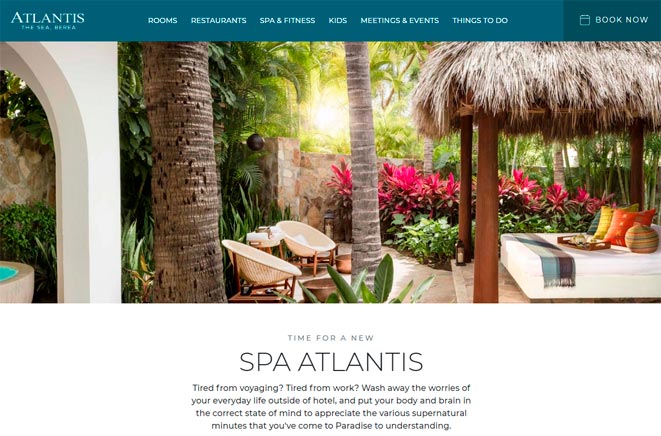 ATLANTIS
THE SEA, BEREA
ROOMS RESTAURANTS SPA & FITNESS KIDS MEETINGS & EVENTS THINGS TO DO BOOK NOW
TIME FOR A NEW
SPA ATLANTIS
Tired from voyaging? Tired from work? Wash away the worries of
your everyday life outside of hotel, and put your body and brain in
the correct state of mind to appreciate the various supernatural
minutes that you've come to Paradise to understanding.